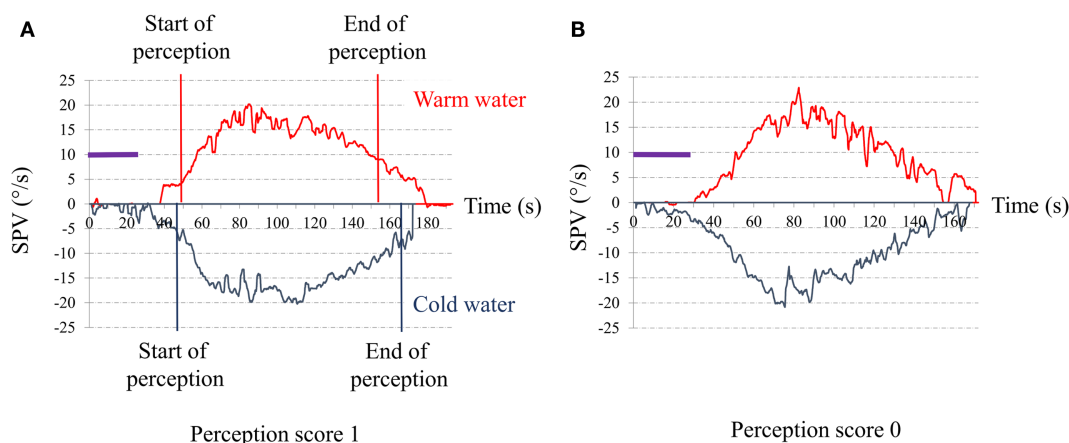 A
Start of
perception
End of
perception
25
20
15
10
5
0
-5
-10
-15
-20
-25
SPV (°/s)
Warm water
0 20 40 60 80 100 120 140 160 180
Time (s)
Cold water
Start of
perception
End of
perception
Perception score 1
B
25
20
15
10
5
0
-5
-10
-15
-20
-25
SPV (°/s)
0 20 40 60 80 100 120 140 160
Time (s)
Perception score 0